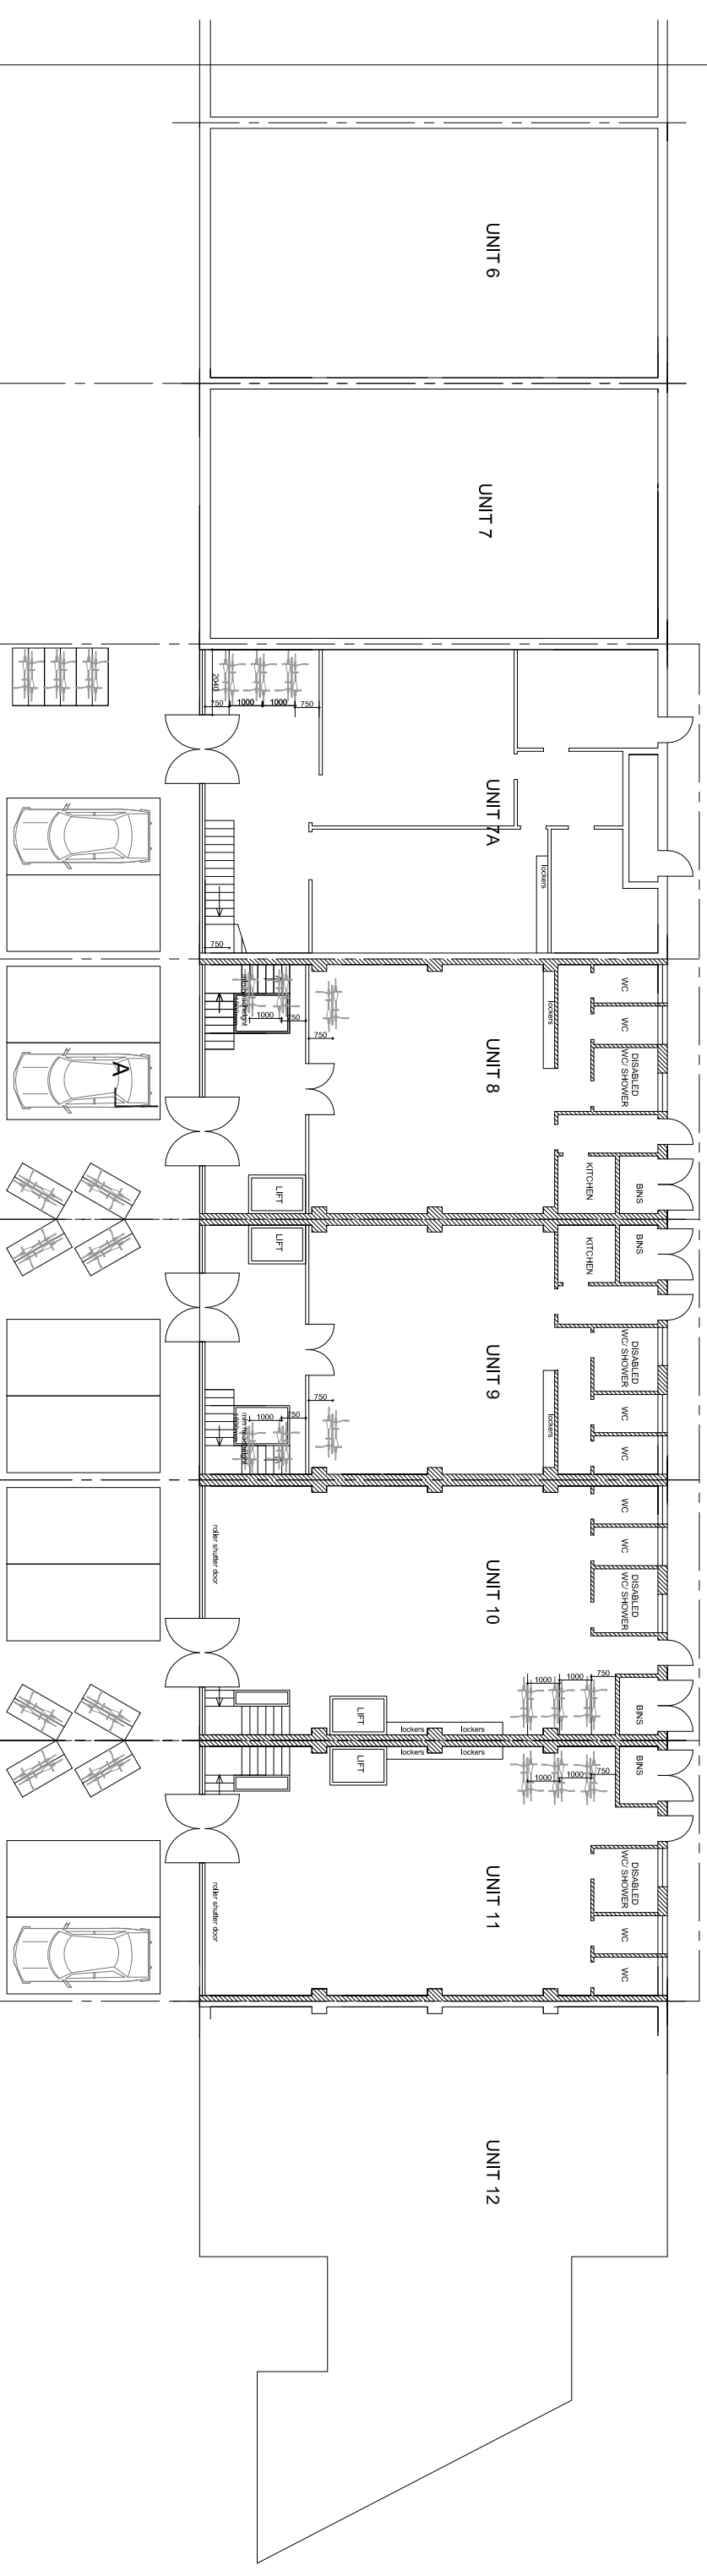 UNIT 6
UNIT 7
2040
750
1000
1000
750
UNIT 7A
lockers
750
WC
WC
DISABLED
WC/ SHOWER
lockers
1000
750
750
UNIT 8
A
KITCHEN
BINS
LIFT
LIFT
KITCHEN
BINS
UNIT 9
DISABLED
WC/ SHOWER
WC
WC
lockers
750
750
1000
WC
WC
DISABLED
WC/ SHOWER
roller shutter door
UNIT 10
1000
1000
750
BINS
LIFT
lockers
lockers
LIFT
lockers
lockers
1000
1000
750
BINS
UNIT 11
DISABLED
WC/ SHOWER
WC
WC
roller shutter door
UNIT 12